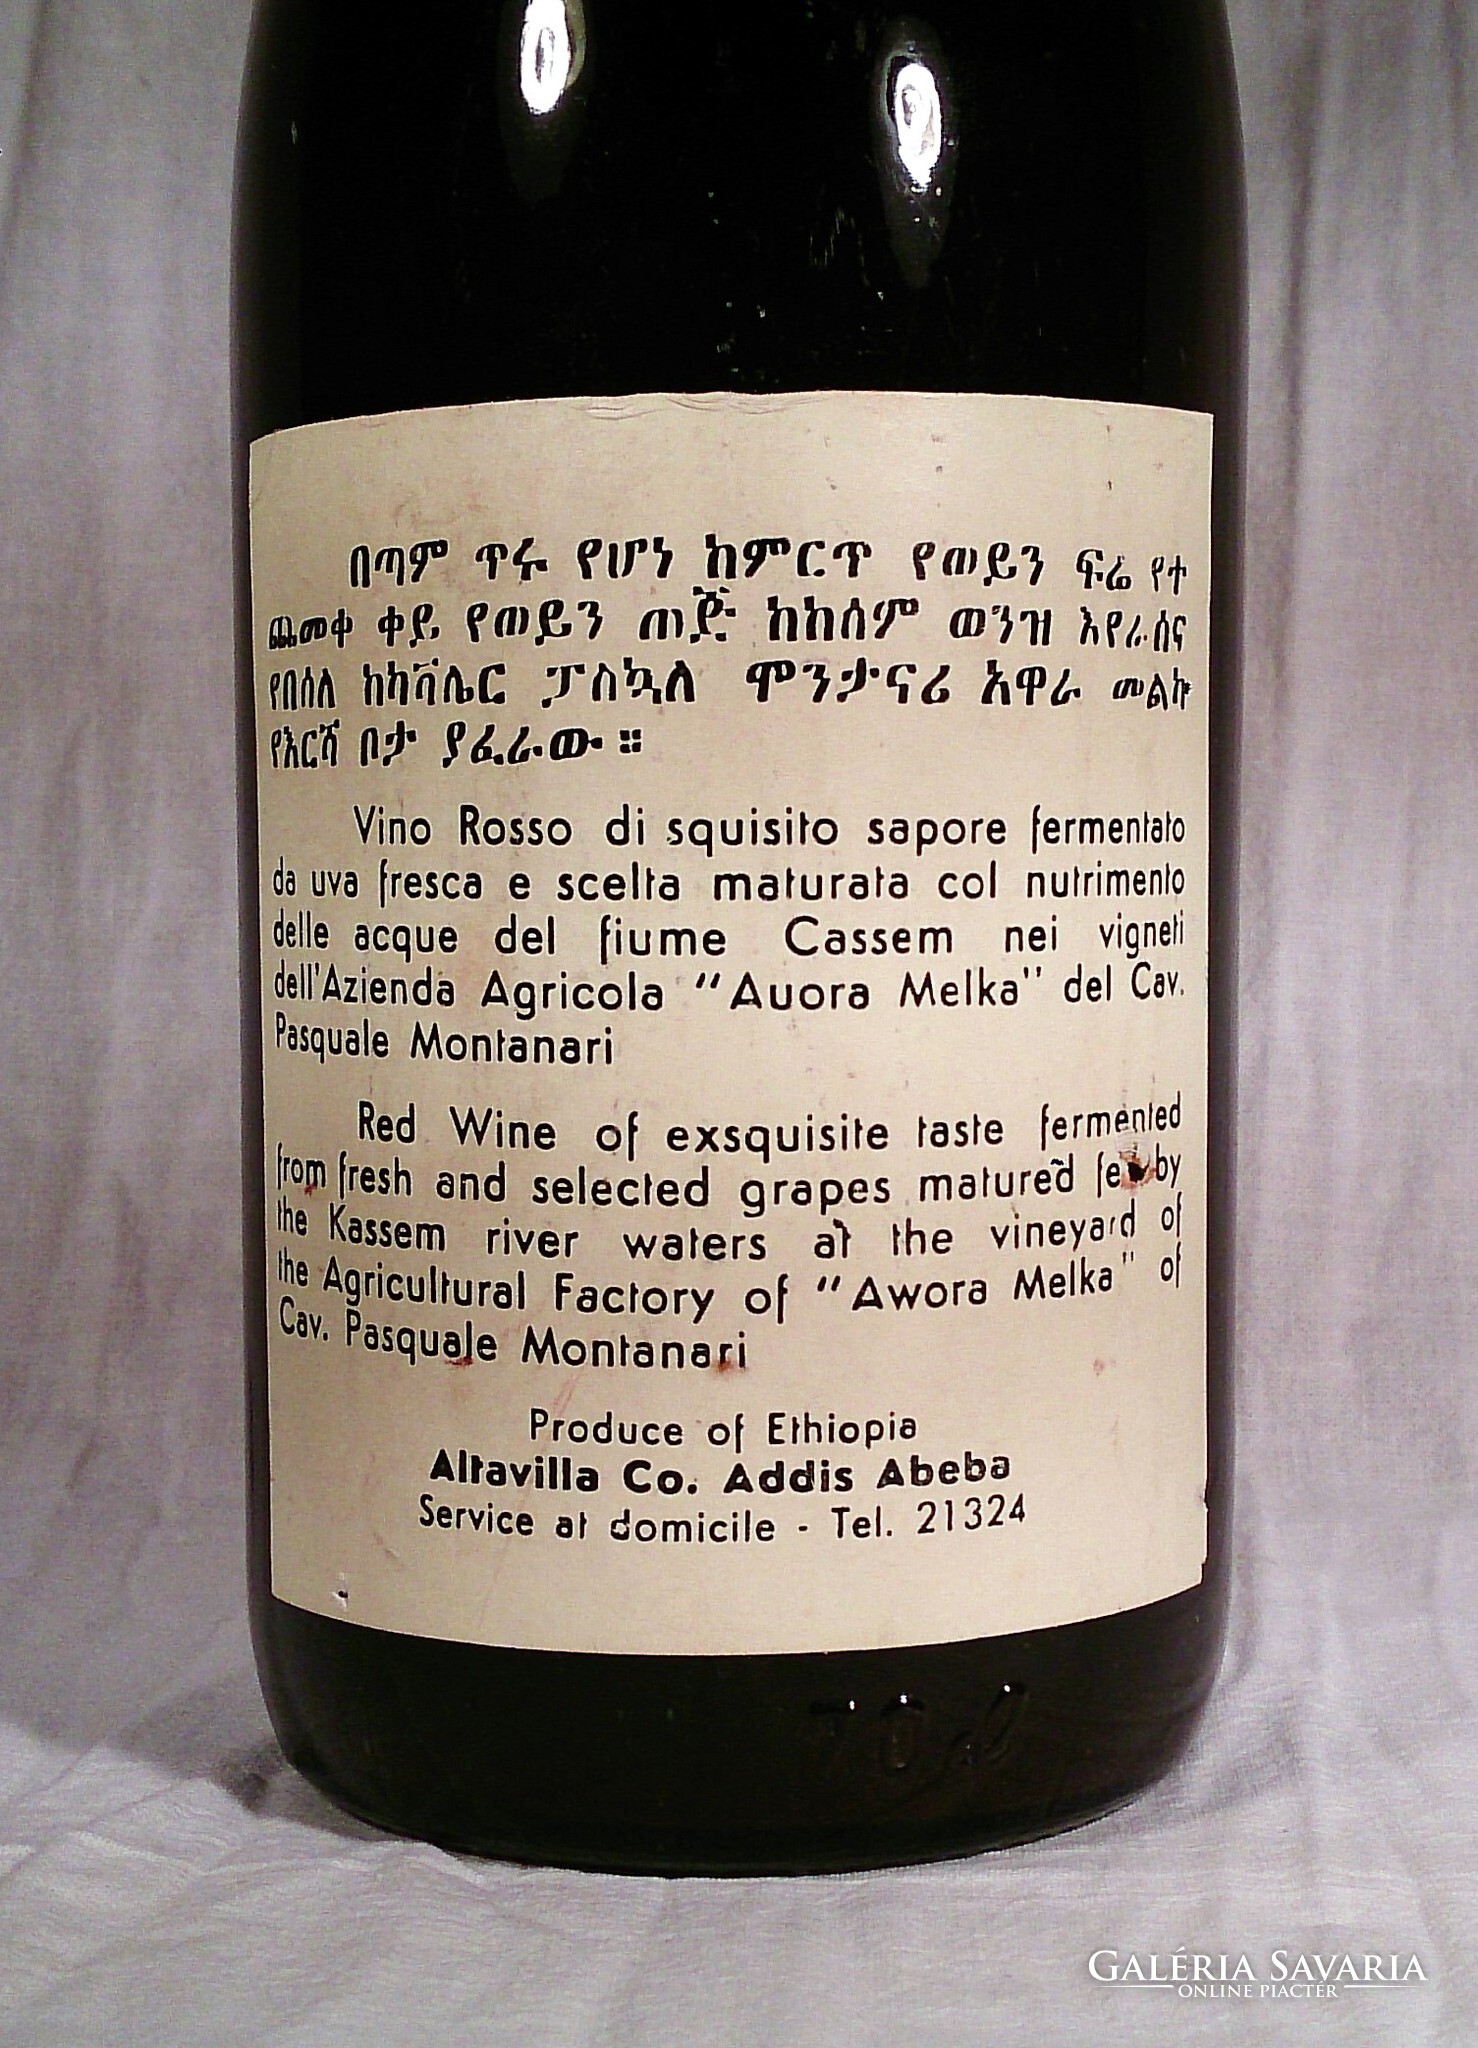 በጣም ጥሩ የሆነ ከምርጥ የወይን ፍሬ የተ
ጨመቀ ቀይ የወይን ጠጅ ከከሰም ወንዝ እየራሰና
የበሰለ ከካቫሌር ፓስኳለ ሞንታናሪ አዋራ መልካ
የእርሻ ቦታ ያፈራው ።
Vino Rosso di squisito sapore fermentato
da uva fresca e scelta maturata col nutrimento
delle acque del fiume Cassem nei vigneti
dell'Azienda Agricola "Auora Melka" del Cav.
Pasquale Montanari
Red Wine of exsquisite taste fermented
from fresh and selected grapes matured by
the Kassem river waters at the vineyard of
the Agricultural Factory of "Awora Melka" of
Cav. Pasquale Montanari
Produce of Ethiopia
Altavilla Co. Addis Abeba
Service at domicile - Tel. 21324
70 cl
GALÉRIA SAVARIA
ONLINE PIACTÉR